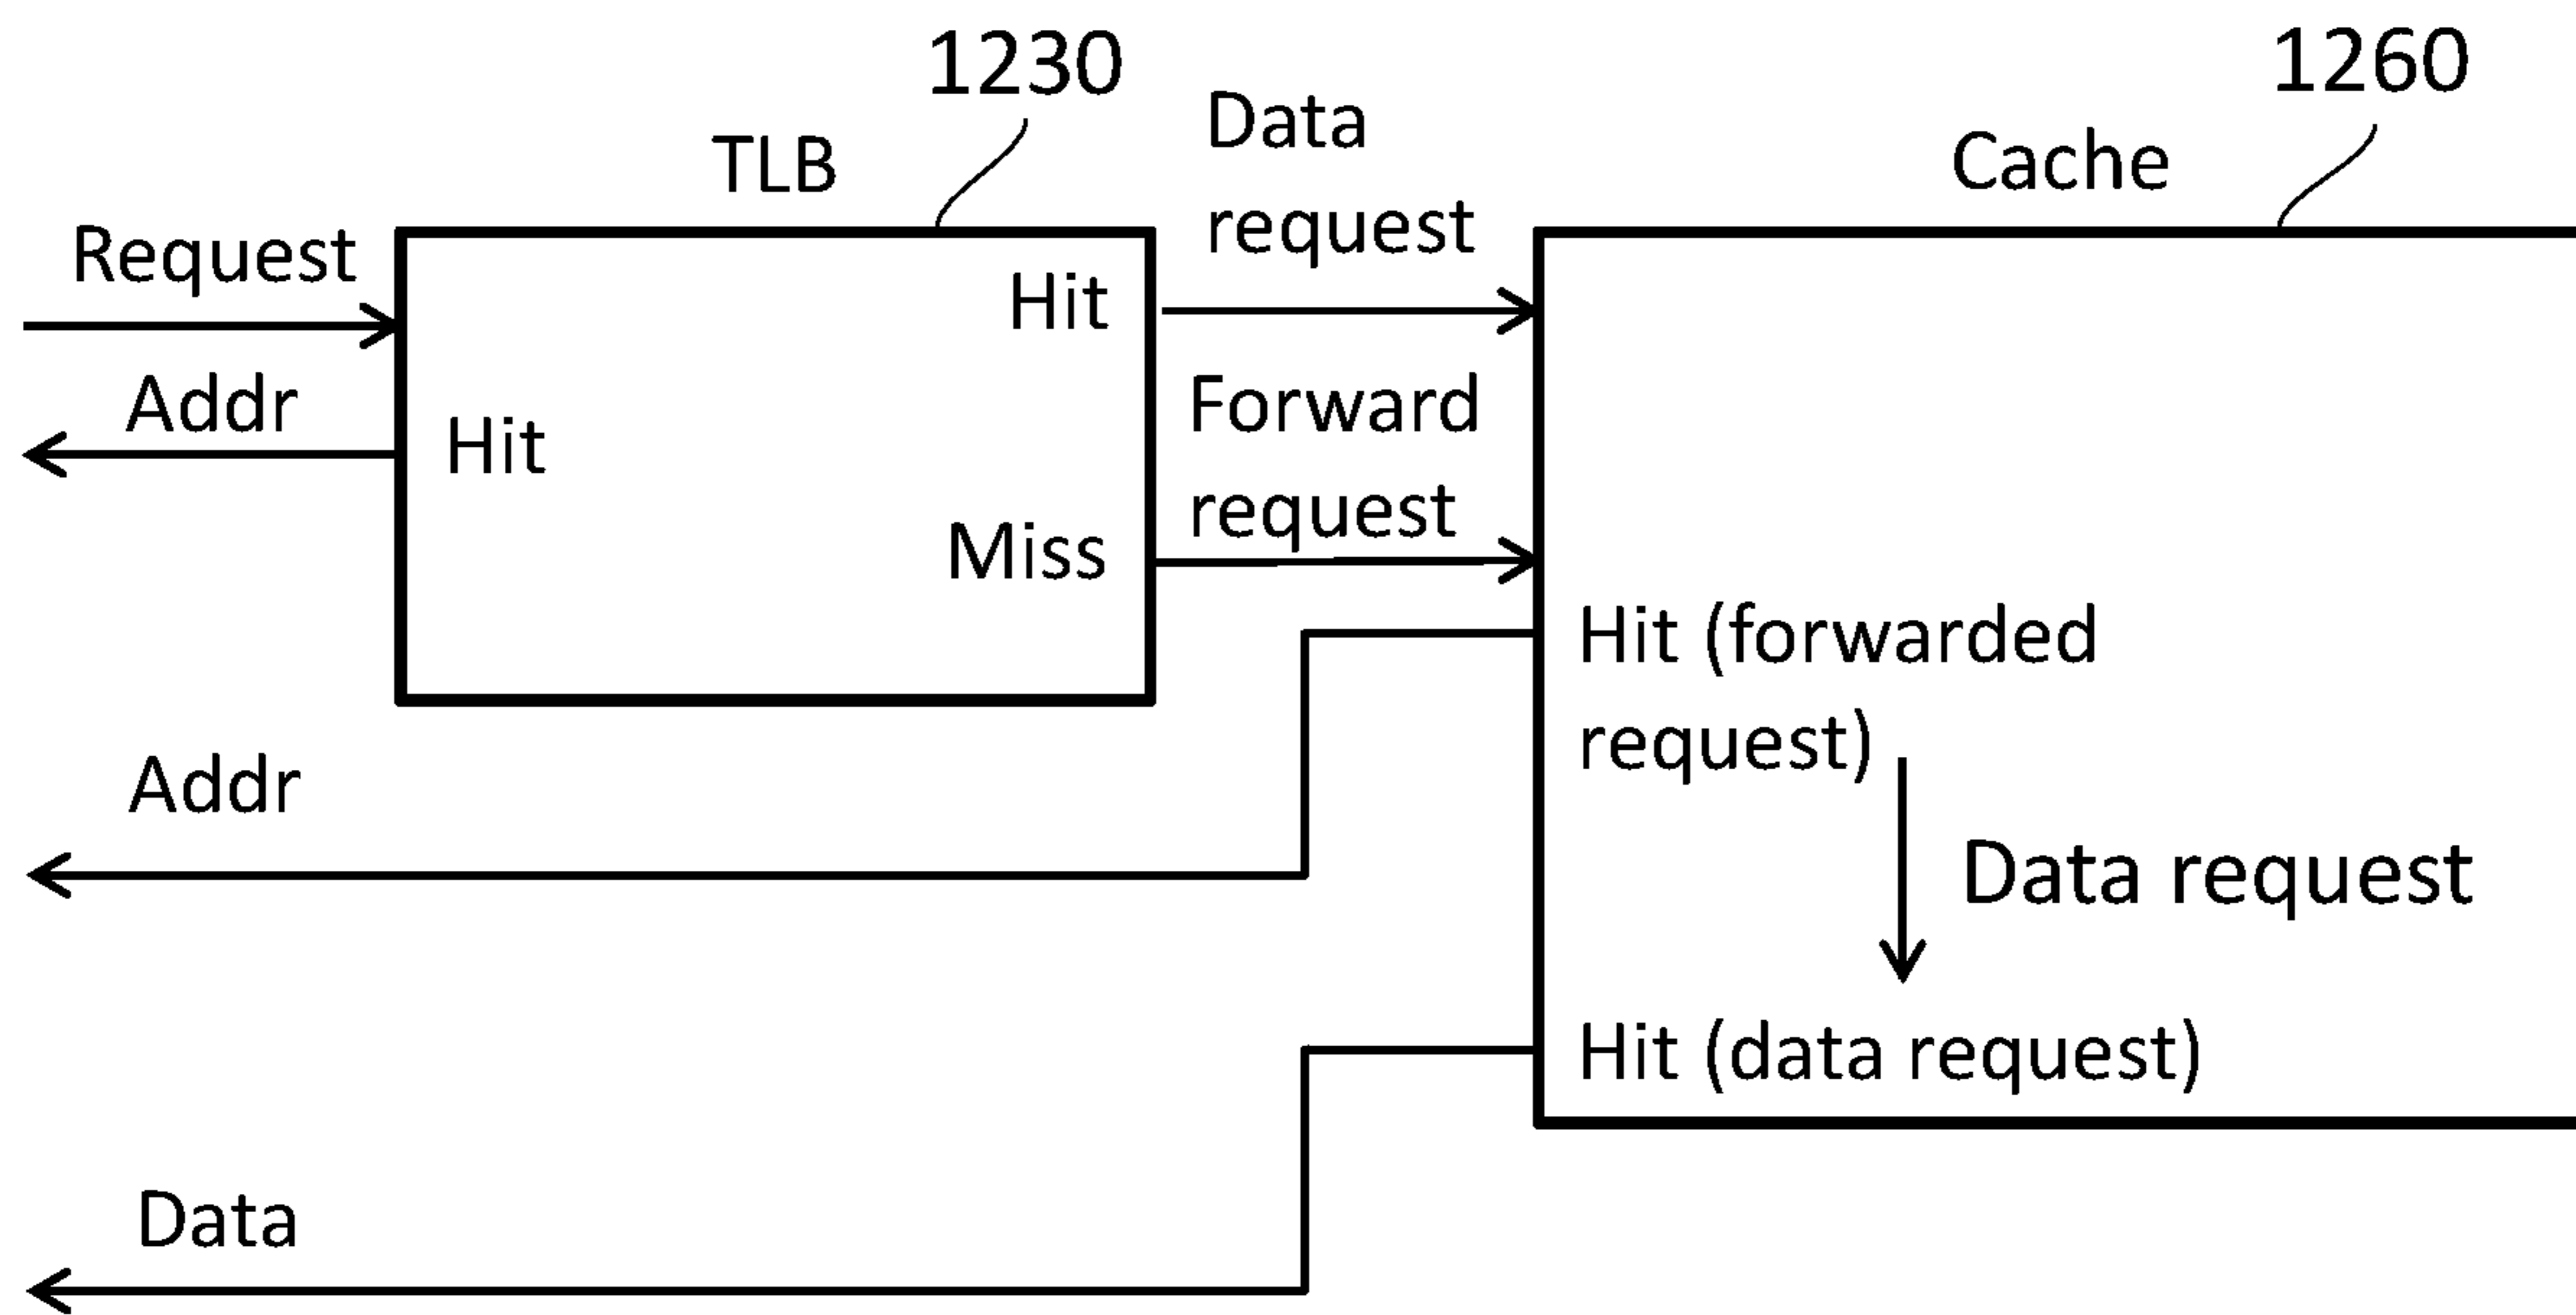 1230
1260
TLB
Data
request
Cache
Request
Hit
Addr
Hit
Forward
request
Miss
Hit (forwarded
request)
Addr
Data request
Hit (data request)
Data